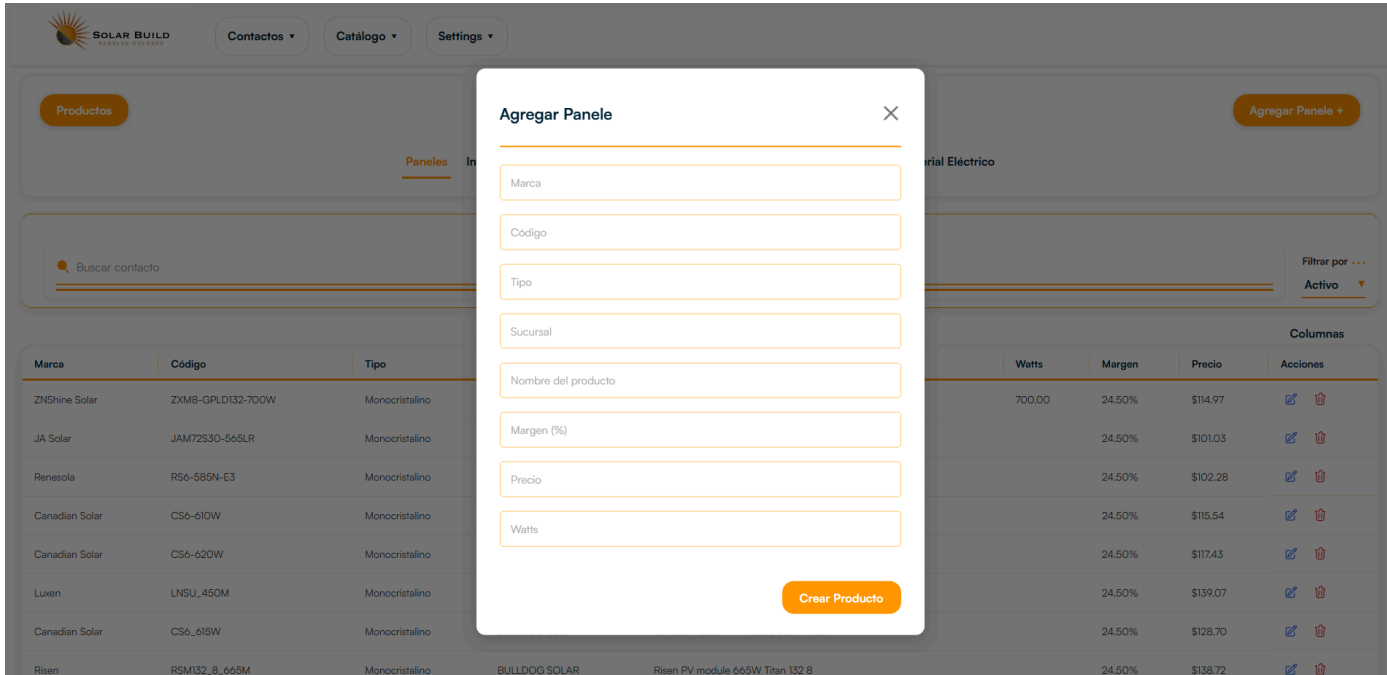 SOLAR BUILD
PANELES SOLARES
Contactos ▾
Catálogo ▾
Settings ▾
Productos
Agregar Panele +
Paneles
In
rial Eléctrico
Buscar contacto
Filtrar por ...
Activo ▼
Columnas
Marca Código Tipo Watts Margen Precio Acciones
ZNShine Solar ZXM8-GPLD132-700W Monocristalino 700.00 24.50% $114.97
JA Solar JAM72S30-565LR Monocristalino 24.50% $101.03
Renesola RS6-585N-E3 Monocristalino 24.50% $102.28
Canadian Solar CS6-610W Monocristalino 24.50% $115.54
Canadian Solar CS6-620W Monocristalino 24.50% $117.43
Luxen LNSU_450M Monocristalino 24.50% $139.07
Canadian Solar CS6_615W Monocristalino 24.50% $128.70
Risen RSM132_8_665M Monocristalino BULLDOG SOLAR Risen PV module 665W Titan 132 8 24.50% $138.72
Agregar Panele
Marca
Código
Tipo
Sucursal
Nombre del producto
Margen (%)
Precio
Watts
Crear Producto